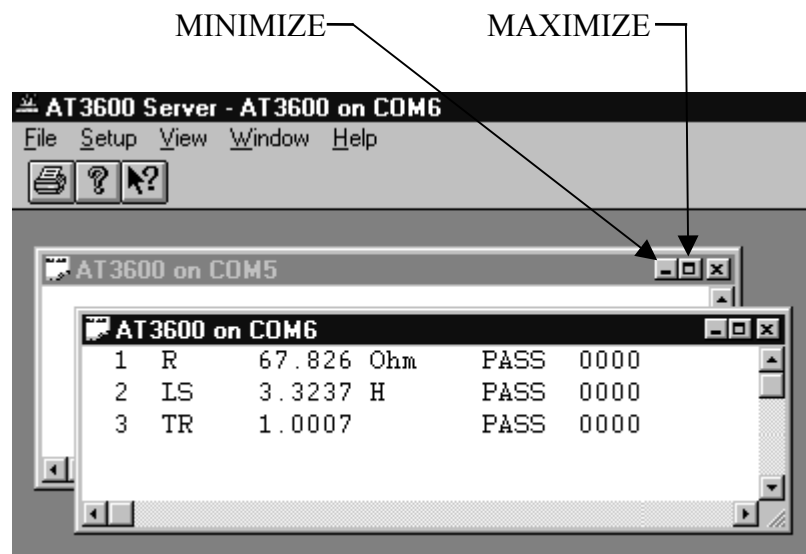 MINIMIZE MAXIMIZE
AT3600 Server - AT3600 on COM6
File Setup View Window Help
AT3600 on COM5
AT3600 on COM6
1 R 67.826 Ohm PASS 0000
2 LS 3.3237 H PASS 0000
3 TR 1.0007 PASS 0000